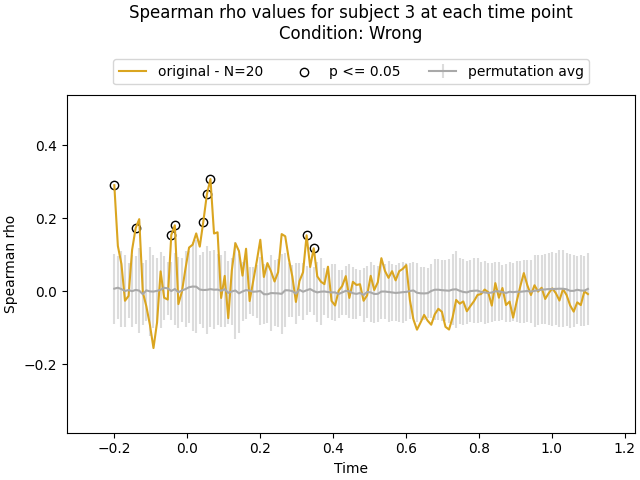 Spearman rho values for subject 3 at each time point
Condition: Wrong
original - N=20
p <= 0.05
permutation avg
Spearman rho
0.4
0.2
0.0
−0.2
−0.2
0.0
0.2
0.4
0.6
0.8
1.0
1.2
Time